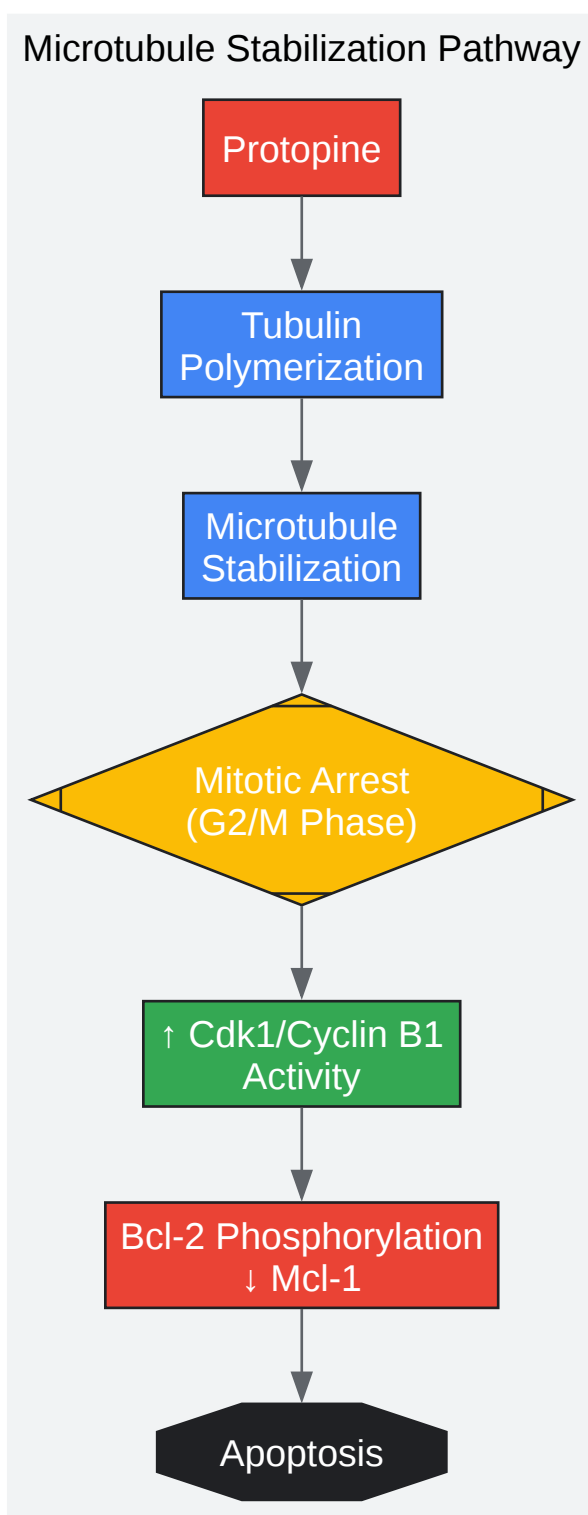 Microtubule Stabilization Pathway
Protopine
Tubulin
Polymerization
Microtubule
Stabilization
Mitotic Arrest
(G2/M Phase)
↑ Cdk1/Cyclin B1
Activity
Bcl-2 Phosphorylation
↓ Mcl-1
Apoptosis